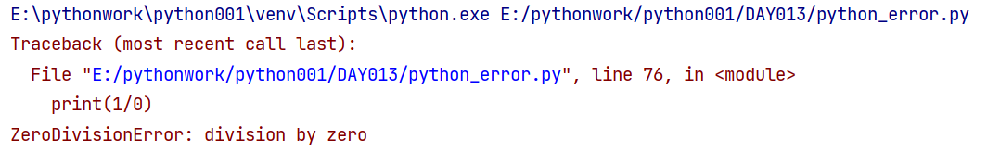 E:\pythonwork\python001\venv\Scripts\python.exe E:/pythonwork/python001/DAY013/python_error.py
Traceback (most recent call last):
  File "E:/pythonwork/python001/DAY013/python_error.py", line 76, in <module>
    print(1/0)
ZeroDivisionError: division by zero